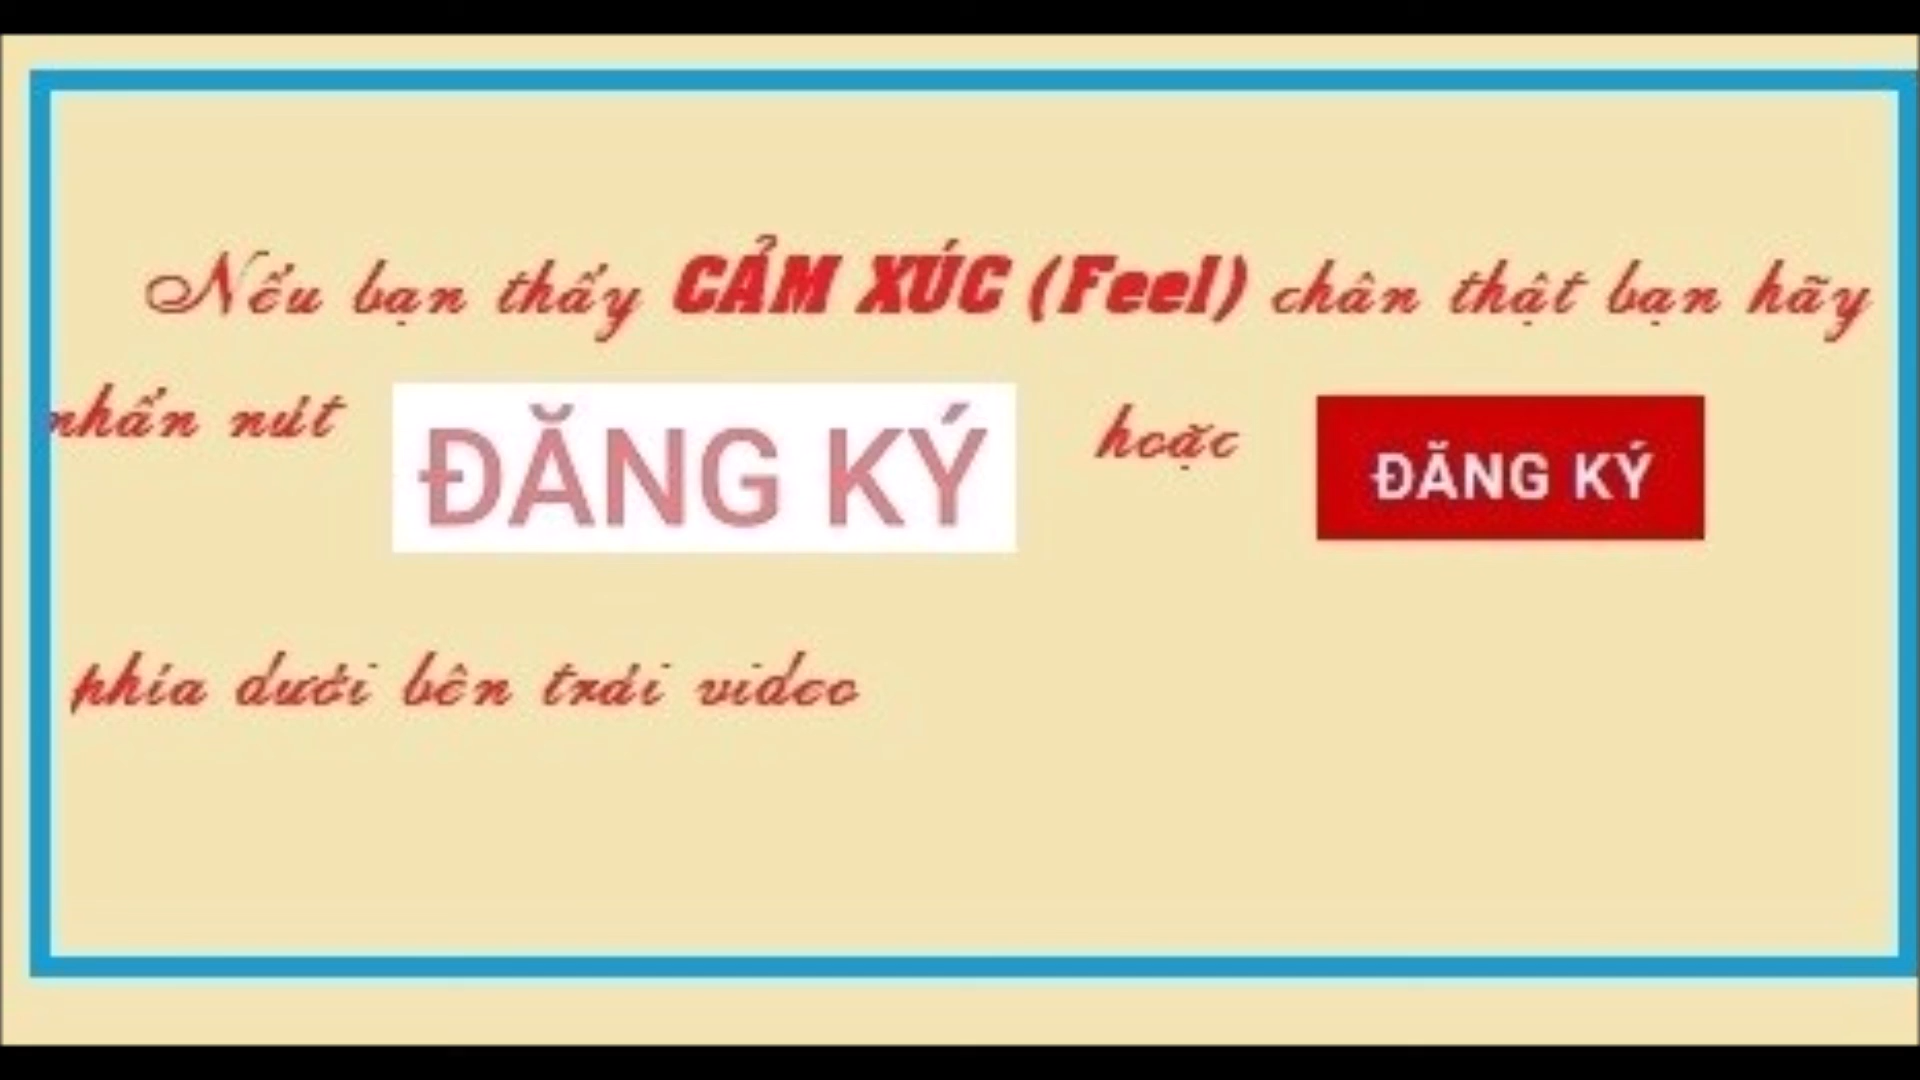 Nếu bạn thấy CẢM XÚC (Feel) chân thật bạn hãy
nhấn nút ĐĂNG KÝ hoặc ĐĂNG KÝ
phía dưới bên trái video